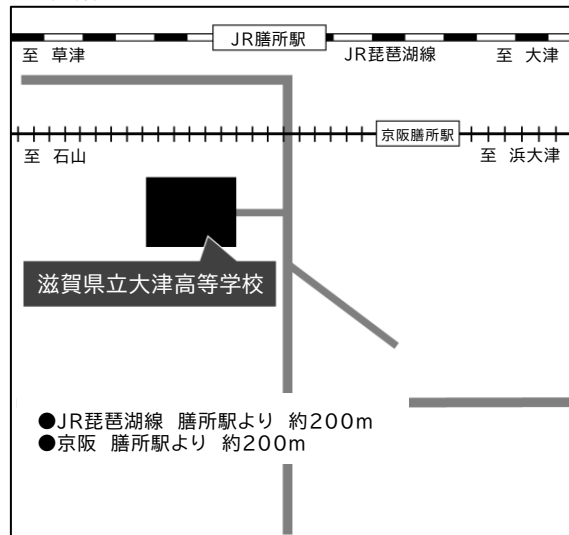 JR膳所駅
至 草津
JR琵琶湖線
至 大津
京阪膳所駅
至 石山
至 浜大津
滋賀県立大津高等学校
●JR琵琶湖線 膳所駅より 約200m
●京阪 膳所駅より 約200m